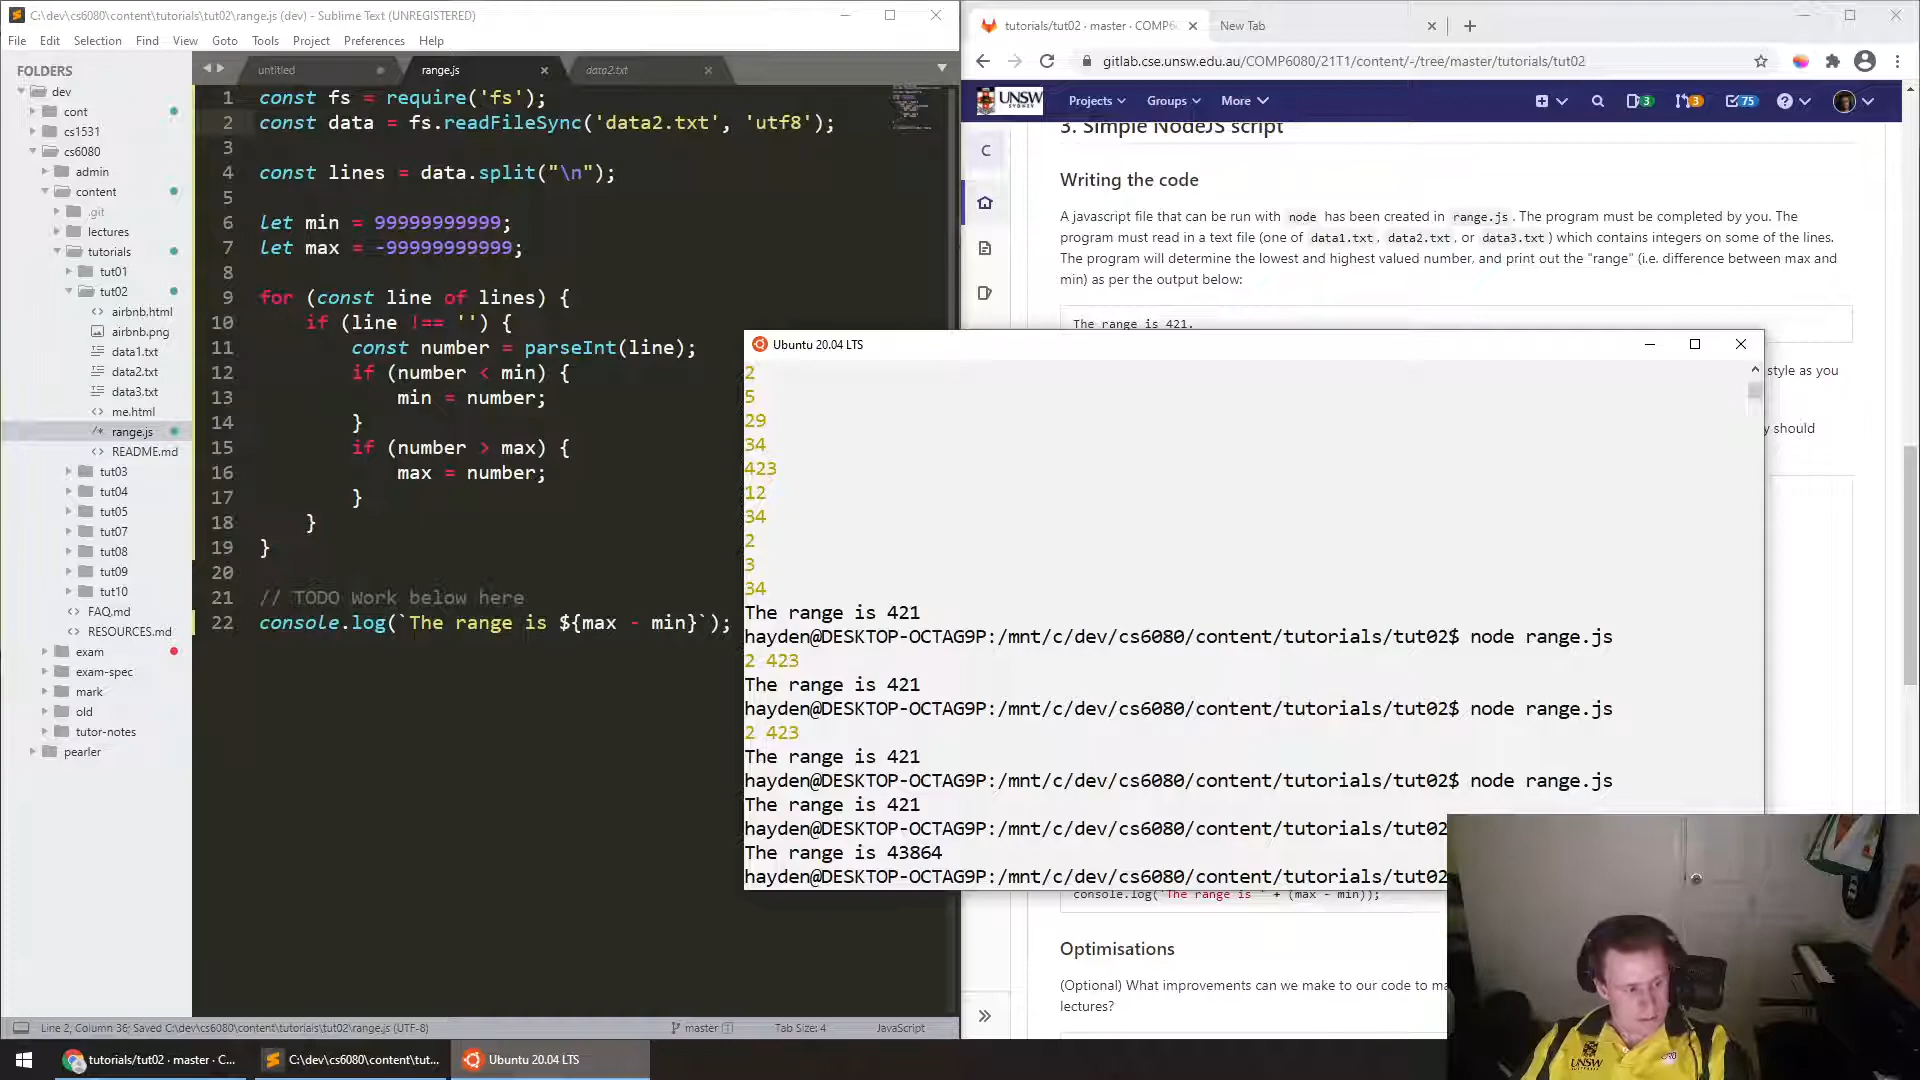 C:\dev\cs6080\content\tutorials\tut02\range.js (dev) - Sublime Text (UNREGISTERED)
File Edit Selection Find View Goto Tools Project Preferences Help
FOLDERS
dev
cont
cs1531
cs6080
admin
content
.git
lectures
tutorials
tut01
tut02
airbnb.html
airbnb.png
data1.txt
data2.txt
data3.txt
me.html
range.js
README.md
tut03
tut04
tut05
tut07
tut08
tut09
tut10
FAQ.md
RESOURCES.md
exam
exam-spec
mark
old
tutor-notes
pearler
untitled
range.js
data2.txt
1 const fs = require('fs');
2 const data = fs.readFileSync('data2.txt', 'utf8');
3
4 const lines = data.split("\n");
5
6 let min = 99999999999;
7 let max = -99999999999;
8
9 for (const line of lines) {
10 if (line !== '') {
11 const number = parseInt(line);
12 if (number < min) {
13 min = number;
14 }
15 if (number > max) {
16 max = number;
17 }
18 }
19 }
20
21 // TODO Work below here
22 console.log(`The range is ${max - min}`);
Line 2, Column 36; Saved C:\dev\cs6080\content\tutorials\tut02\range.js (UTF-8)
master 1
Tab Size: 4
JavaScript
tutorials/tut02 · master · COMP6
New Tab
gitlab.cse.unsw.edu.au/COMP6080/21T1/content/-/tree/master/tutorials/tut02
UNSW
SYDNEY
Projects Groups More
3
3
75
C
3. Simple NodeJS script
Writing the code
A javascript file that can be run with node has been created in range.js . The program must be completed by you. The
program must read in a text file (one of data1.txt , data2.txt, or data3.txt ) which contains integers on some of the lines.
The program will determine the lowest and highest valued number, and print out the "range" (i.e. difference between max and
min) as per the output below:
The range is 421.
style as you
should
Ubuntu 20.04 LTS
2
5
29
34
423
12
34
2
3
34
The range is 421
hayden@DESKTOP-OCTAG9P:/mnt/c/dev/cs6080/content/tutorials/tut02$ node range.js
2 423
The range is 421
hayden@DESKTOP-OCTAG9P:/mnt/c/dev/cs6080/content/tutorials/tut02$ node range.js
2 423
The range is 421
hayden@DESKTOP-OCTAG9P:/mnt/c/dev/cs6080/content/tutorials/tut02$ node range.js
The range is 421
hayden@DESKTOP-OCTAG9P:/mnt/c/dev/cs6080/content/tutorials/tut02
The range is 43864
hayden@DESKTOP-OCTAG9P:/mnt/c/dev/cs6080/content/tutorials/tut02
console.log('The range is ' + (max - min));
Optimisations
(Optional) What improvements can we make to our code to ma
lectures?
UNSW
tutorials/tut02 · master · C...
C:\dev\cs6080\content\tut...
Ubuntu 20.04 LTS